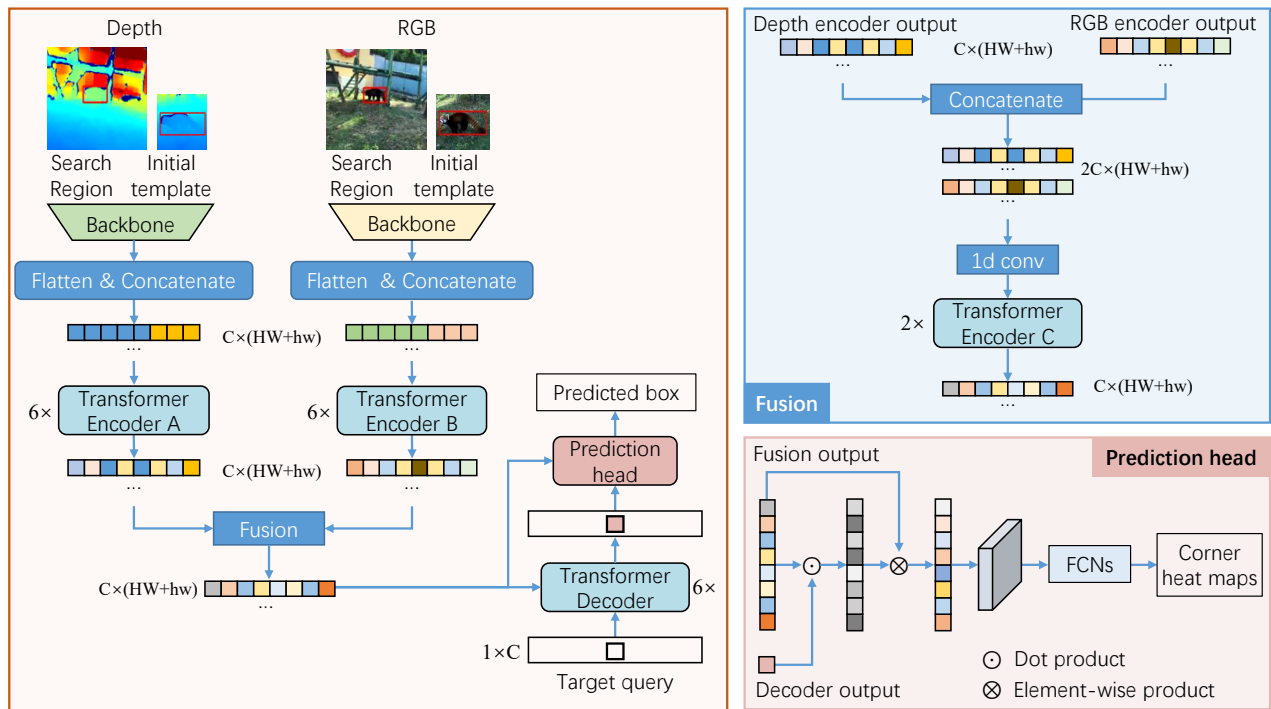 Depth
RGB
Search Region
Initial template
Search Region
Initial template
Backbone
Backbone
Flatten & Concatenate
Flatten & Concatenate
C×(HW+hw)
...
...
6×
Transformer Encoder A
6×
Transformer Encoder B
C×(HW+hw)
...
...
Fusion
C×(HW+hw)
...
Predicted box
Prediction head
Transformer Decoder
6×
1×C
Target query
Depth encoder output
RGB encoder output
C×(HW+hw)
...
...
Concatenate
...
2C×(HW+hw)
...
1d conv
2×
Transformer Encoder C
C×(HW+hw)
...
Fusion
Fusion output
Prediction head
FCNs
Corner heat maps
Decoder output
Dot product
Element-wise product